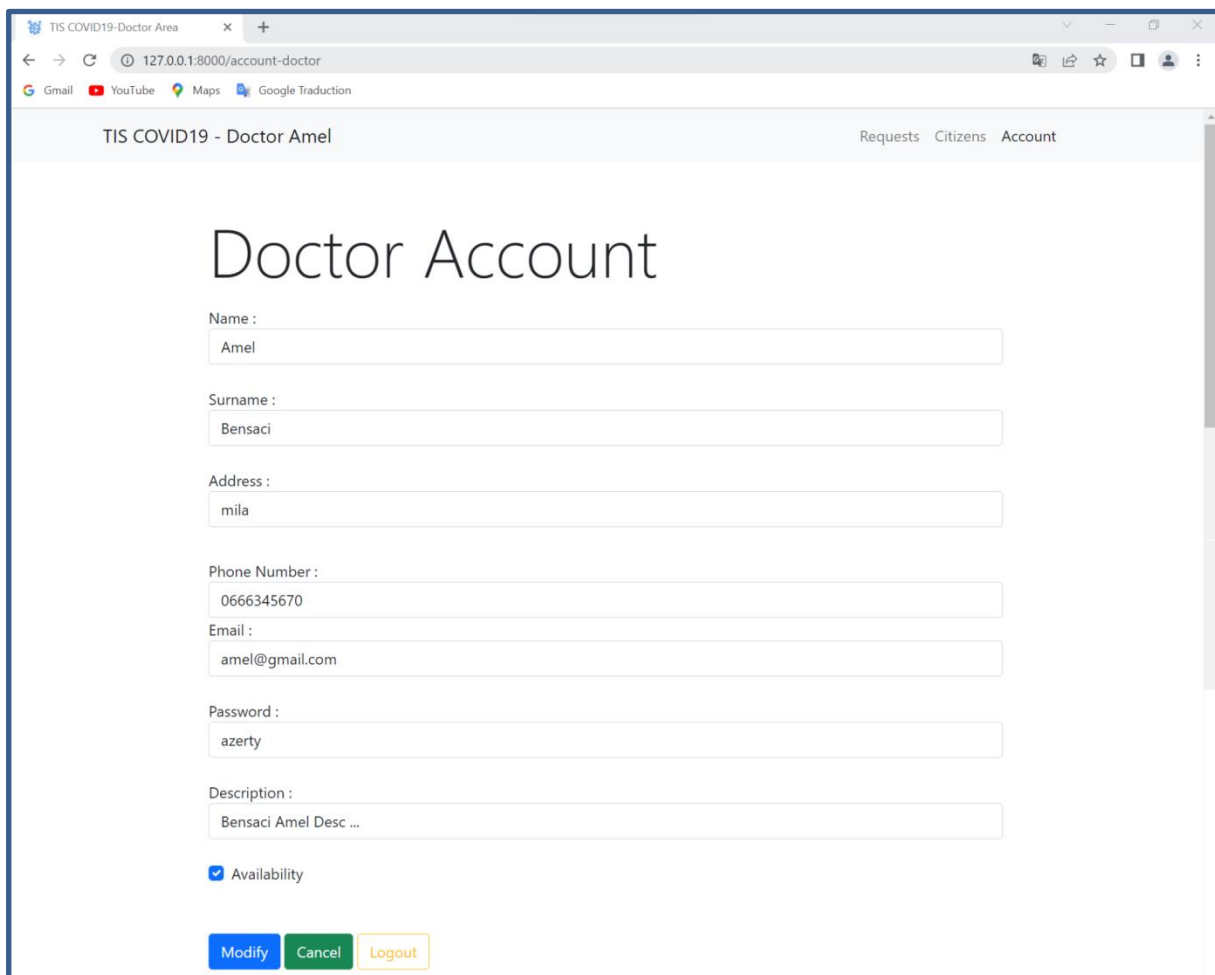 TIS COVID19-Doctor Area
127.0.0.1:8000/account-doctor
Gmail YouTube Maps Google Traduction
TIS COVID19 - Doctor Amel Requests Citizens Account
Doctor Account
Name :
Amel
Surname :
Bensaci
Address :
mila
Phone Number :
0666345670
Email :
amel@gmail.com
Password :
azerty
Description :
Bensaci Amel Desc ...
Availability
Modify Cancel Logout